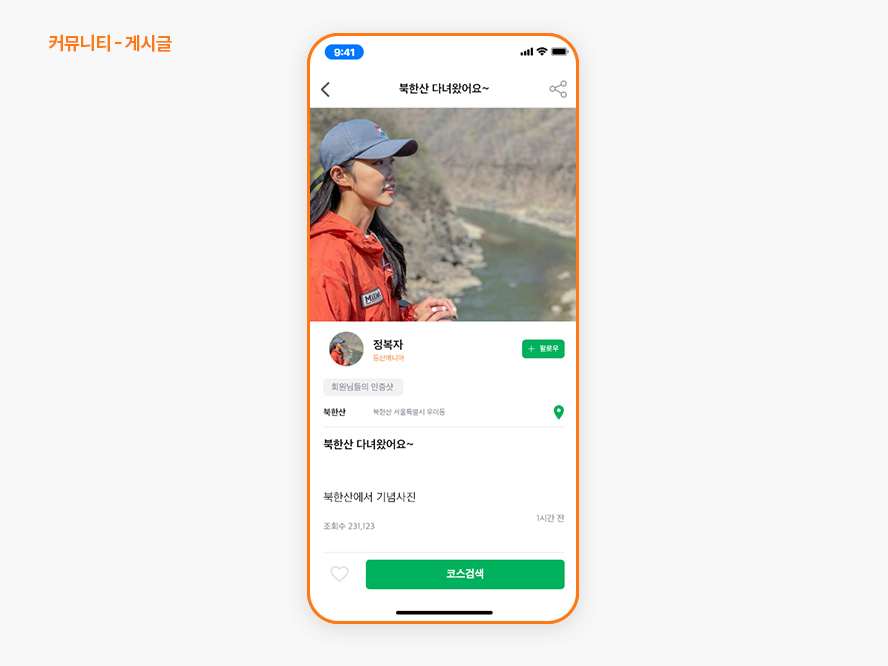 커뮤니티 - 게시글
9:41
북한산 다녀왔어요~
정복자
등산매니아
+ 팔로우
회원님들의 인증샷
북한산 북한산 서울특별시 우이동
북한산 다녀왔어요~
북한산에서 기념사진
1시간 전
조회수 231,123
코스검색